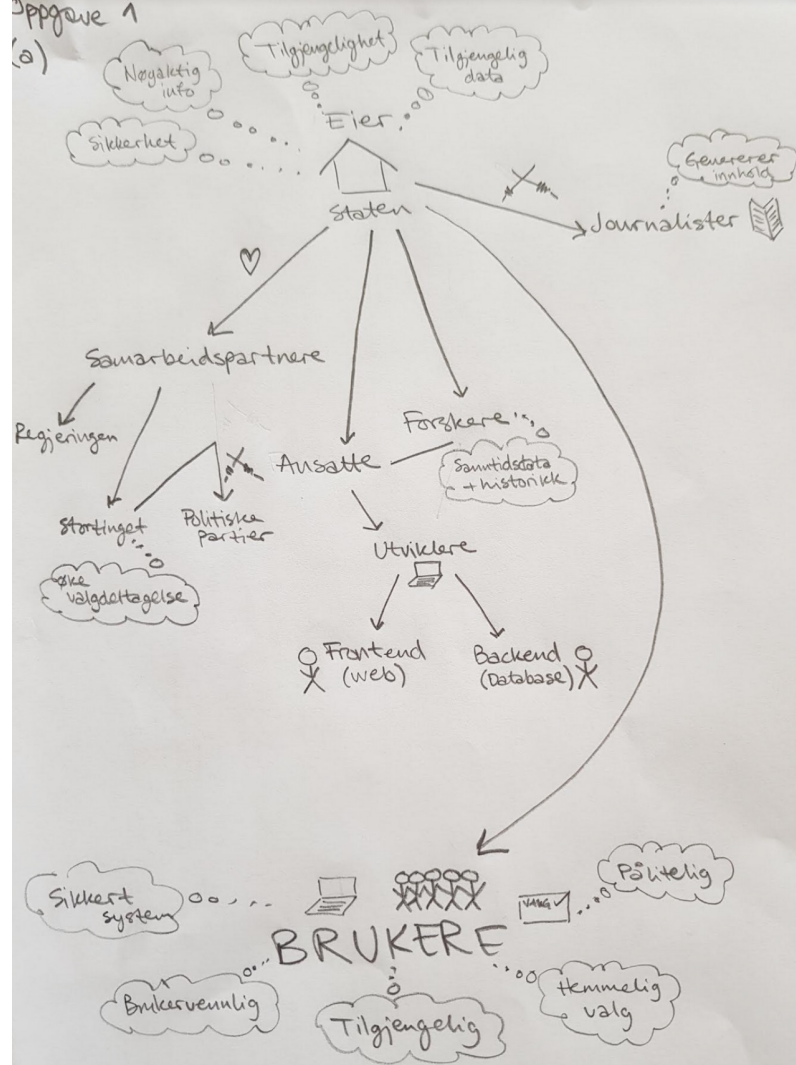 Oppgave 1
(a)
Tilgjengelighet
Tilgjengelig
data
Nøyaktig
info
Sikkerhet
Eier
Staten
Genererer
innhold
Journalister
Samarbeidspartnere
Regjeringen
Stortinget
Politiske
Partier
øke
valgdeltagelse
Ansatte
Forskere
Sanntidsdata
+ historikk
Utviklere
Frontend
(web)
Backend
(Database)
Sikkert
system
VALG ✓
Pålitelig
BRUKERE
Brukervennlig
Tilgjengelig
Hemmelig
valg